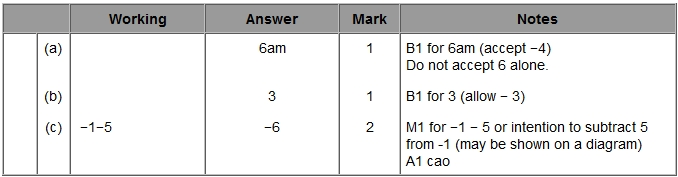 Working Answer Mark Notes
(a) 6am 1 B1 for 6am (accept −4)
Do not accept 6 alone.
(b) 3 1 B1 for 3 (allow − 3)
(c) −1−5 −6 2 M1 for −1 − 5 or intention to subtract 5
from -1 (may be shown on a diagram)
A1 cao